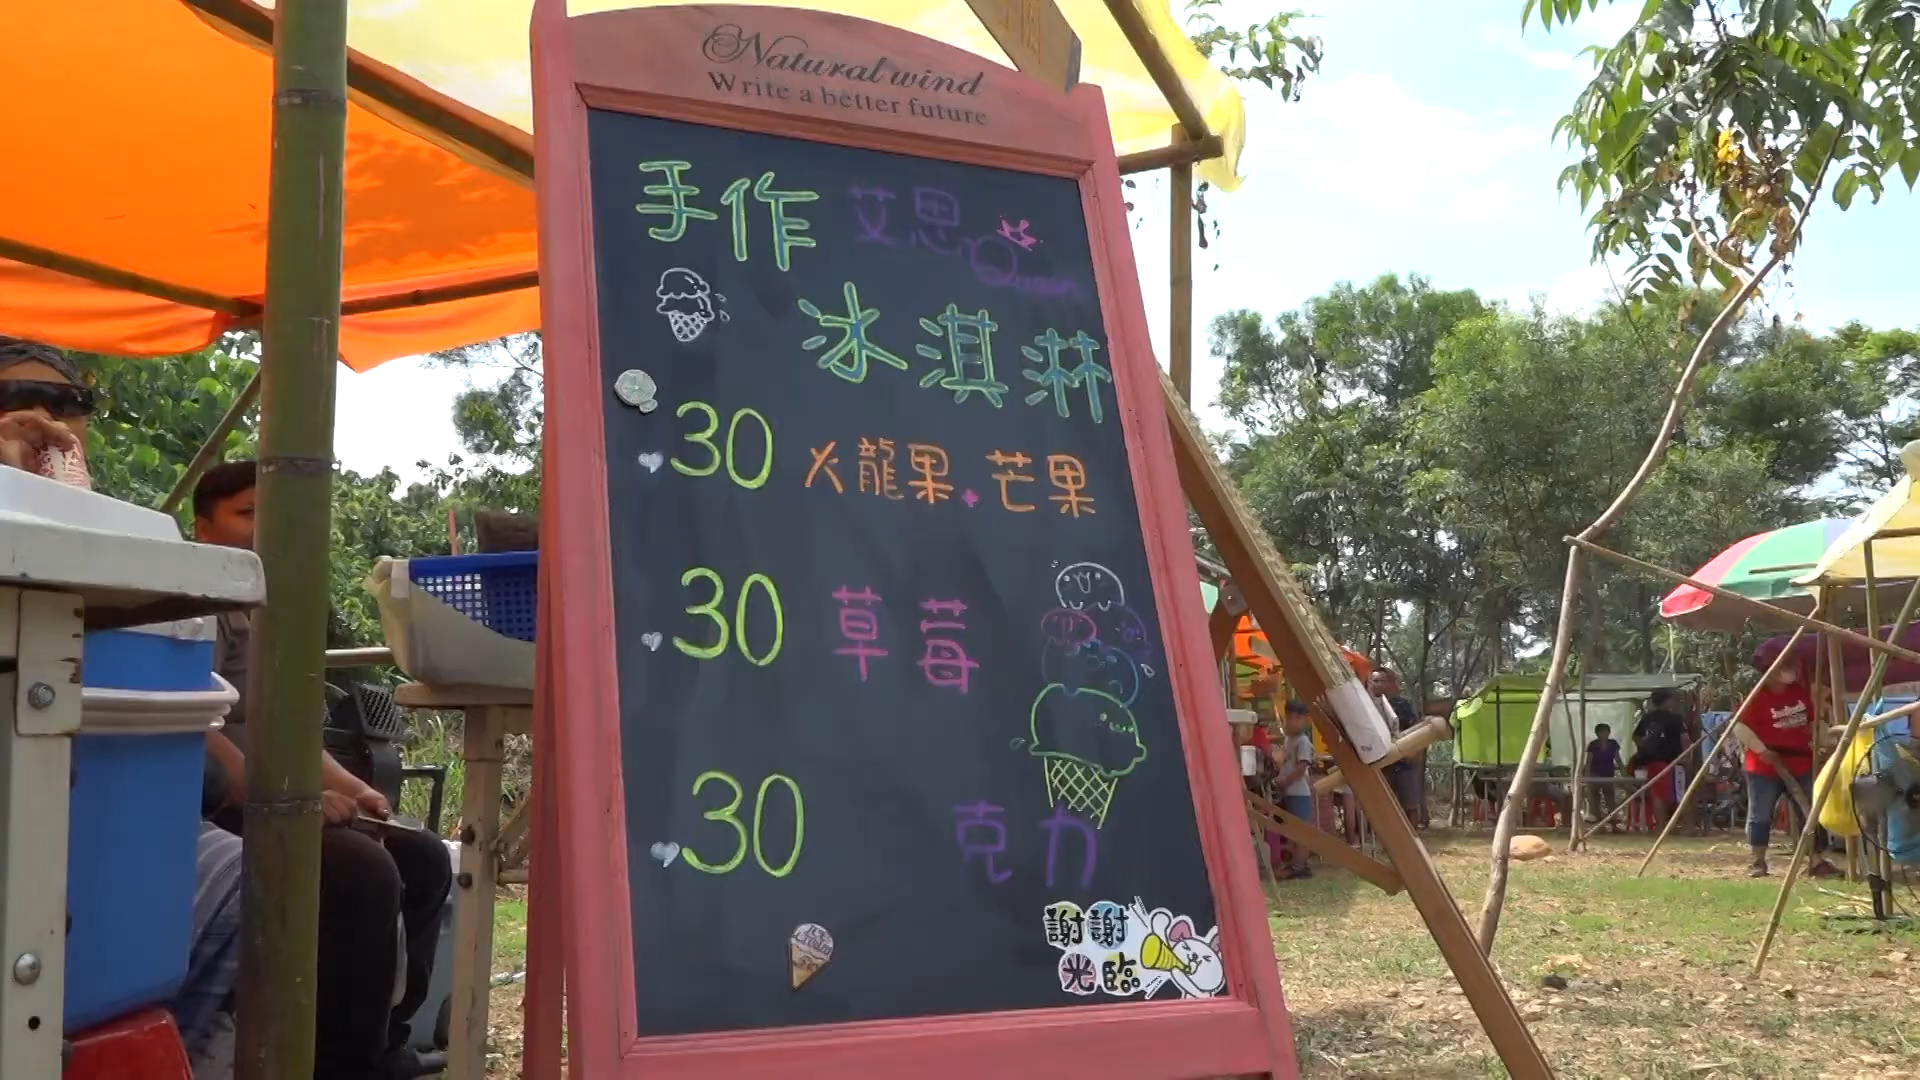 Natural wind
Write a better future
手作 艾思 Queen
冰淇淋
30 火龍果 芒果
30 草莓
30 克力
謝謝
光臨